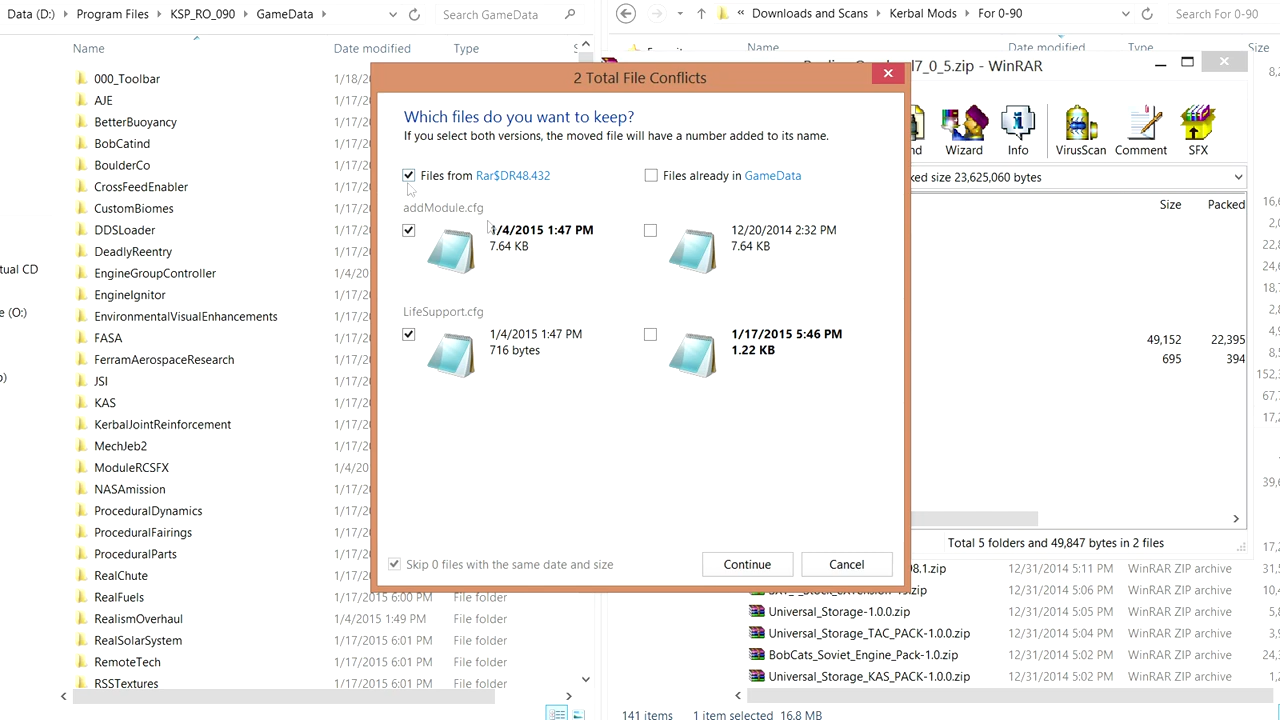 Data (D:) Program Files KSP_RO_090 GameData Search GameData
Downloads and Scans Kerbal Mods For 0-90 Search For 0-90
Name Date modified Type
Name Date modified Type Size
7_0_5.zip - WinRAR
Wizard Info VirusScan Comment SFX
size 23,625,060 bytes
Size Packed
49,152 22,395
695 394
Total 5 folders and 49,847 bytes in 2 files
2 Total File Conflicts
Which files do you want to keep?
If you select both versions, the moved file will have a number added to its name.
Files from Rar$DR48.432 Files already in GameData
addModule.cfg
1/4/2015 1:47 PM 12/20/2014 2:32 PM
7.64 KB 7.64 KB
LifeSupport.cfg
1/4/2015 1:47 PM 1/17/2015 5:46 PM
716 bytes 1.22 KB
Skip 0 files with the same date and size Continue Cancel
000_Toolbar 1/18/2
AJE 1/17/2
BetterBuoyancy 1/17/2
BobCatind 1/17/2
BoulderCo 1/17/2
CrossFeedEnabler 1/17/2
CustomBiomes 1/17/2
DDSLoader 1/17/2
DeadlyReentry 1/17/2
EngineGroupController 1/4/20
EngineIgnitor 1/17/2
EnvironmentalVisualEnhancements 1/17/2
FASA 1/17/2
FerramAerospaceResearch 1/17/2
JSI 1/17/2
KAS 1/17/2
KerbalJointReinforcement 1/17/2
MechJeb2 1/17/2
ModuleRCSFX 1/4/20
NASAmission 1/17/2
ProceduralDynamics 1/17/2
ProceduralFairings 1/17/2
ProceduralParts 1/17/2
RealChute 1/17/2
RealFuels 1/17/2015 6:00 PM File folder
RealismOverhaul 1/4/2015 1:49 PM File folder
RealSolarSystem 1/17/2015 6:01 PM File folder
RemoteTech 1/17/2015 6:01 PM File folder
RSSTextures 1/17/2015 6:01 PM File folder
tual CD
e (O:)
.zip 12/31/2014 5:11 PM WinRAR ZIP archive
12/31/2014 5:06 PM WinRAR ZIP archive
Universal_Storage-1.0.0.zip 12/31/2014 5:05 PM WinRAR ZIP archive
Universal_Storage_TAC_PACK-1.0.0.zip 12/31/2014 5:04 PM WinRAR ZIP archive
BobCats_Soviet_Engine_Pack-1.0.zip 12/31/2014 5:02 PM WinRAR ZIP archive
Universal_Storage_KAS_PACK-1.0.0.zip 12/31/2014 5:02 PM WinRAR ZIP archive
141 items 1 item selected 16.8 MB